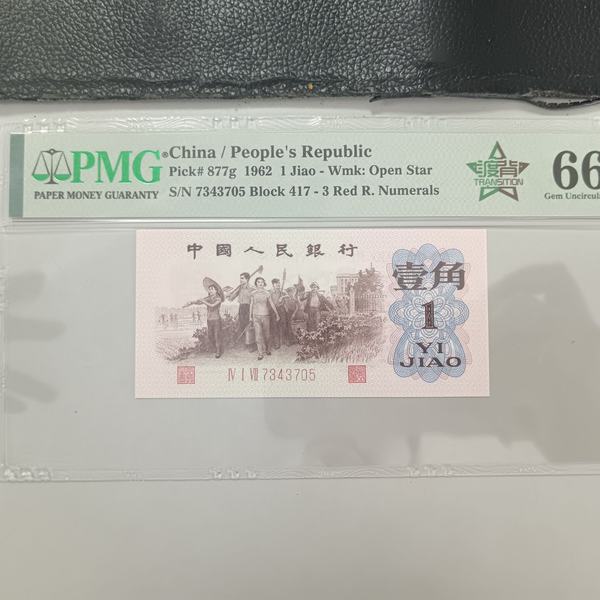 PMG® China / People's Republic
Pick# 877g 1962 1 Jiao - Wmk: Open Star
PAPER MONEY GUARANTY S/N 7343705 Block 417 - 3 Red R. Numerals
渡背
TRANSITION
66
Gem Uncircula
中國人民銀行
壹角
1
YI
JIAO
IV I VII 7343705